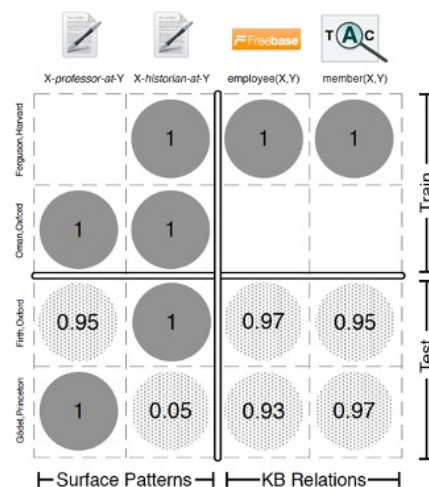 Freebase
T A C
X-professor-at-Y X-historian-at-Y employee(X,Y) member(X,Y)
Ferguson,Harvard
1 1 1
Train
Oman,Oxford
1 1
Firth,Oxford
0.95 1 0.97 0.95
Test
Gödel,Princeton
1 0.05 0.93 0.97
Surface Patterns KB Relations